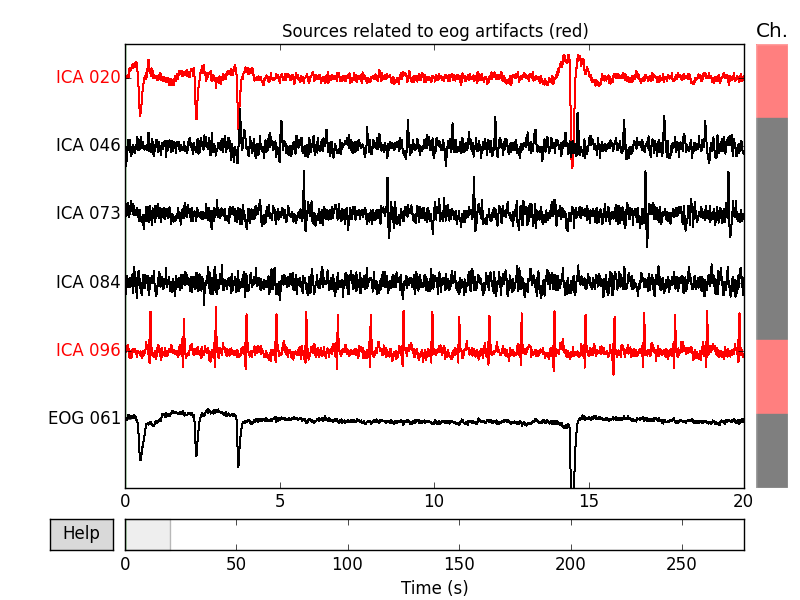 Sources related to eog artifacts (red)
Ch.
ICA 020
ICA 046
ICA 073
ICA 084
ICA 096
EOG 061
0 5 10 15 20
Help
0 50 100 150 200 250
Time (s)